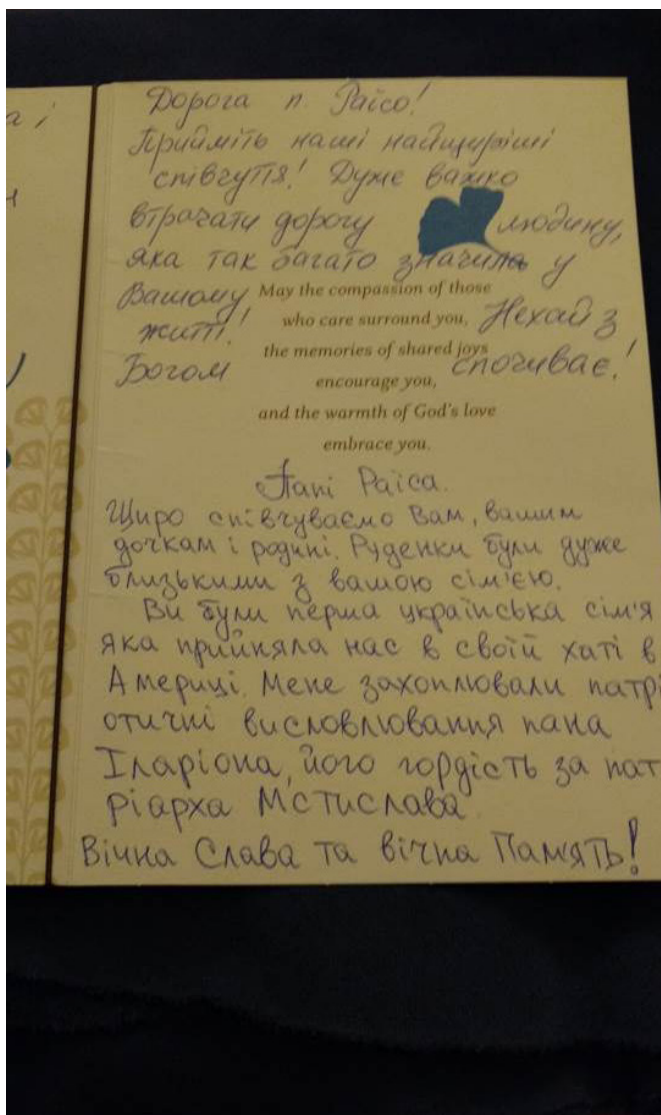 а і
Дорога п. Раїсо!
Прийміть наші найщиріші
співчуття! Дуже важко
втрачати дорогу людину,
яка так багато значила у
Вашому житті! Нехай з
Богом спочиває!
May the compassion of those
who care surround you,
the memories of shared joys
encourage you,
and the warmth of God's love
embrace you.
Пані Раїса.
Щиро співчуваємо Вам, вашим
дочкам і родині. Руденки були дуже
близькими з вашою сім'єю.
Ви були перша українська сім'я
яка прийняла нас в своїй хаті в
Америці. Мене захоплювали патрі
отичні висловлювання пана
Іларіона, його гордість за пат
ріарха Мстислава.
Вічна Слава та вічна Пам'ять!